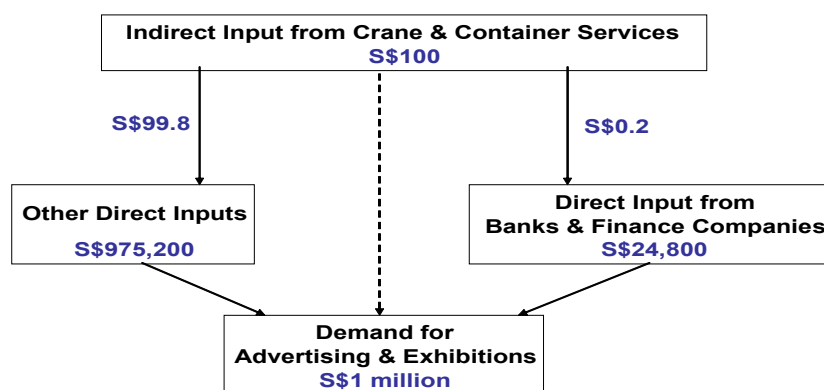 Indirect Input from Crane & Container Services
S$100
S$99.8
S$0.2
Other Direct Inputs
S$975,200
Direct Input from
Banks & Finance Companies
S$24,800
Demand for
Advertising & Exhibitions
S$1 million